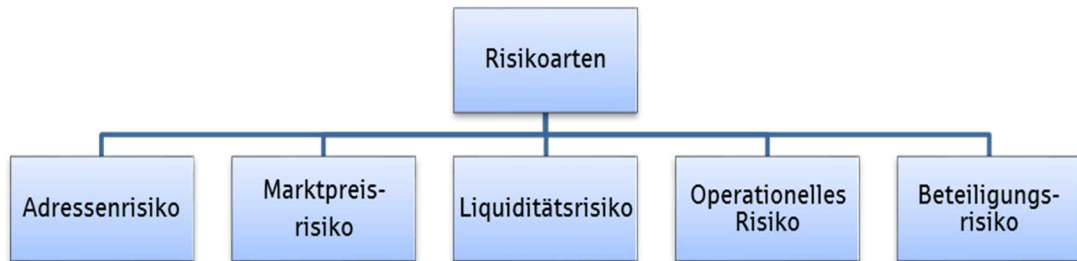 Risikoarten
Adressenrisiko
Marktpreis-
risiko
Liquiditätsrisiko
Operationelles
Risiko
Beteiligungs-
risiko